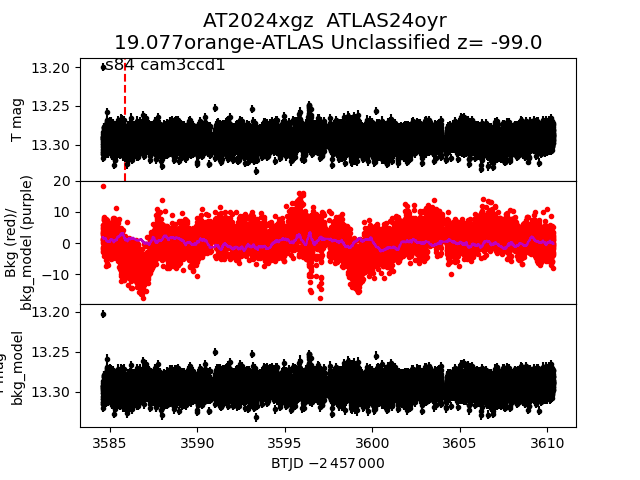 AT2024xgz  ATLAS24oyr
19.077orange-ATLAS Unclassified z= -99.0
s84 cam3ccd1
T mag
13.20
13.25
13.30
Bkg (red)/
bkg_model (purple)
20
10
0
−10
bkg_model
13.20
13.25
13.30
3585 3590 3595 3600 3605 3610
BTJD −2 457 000